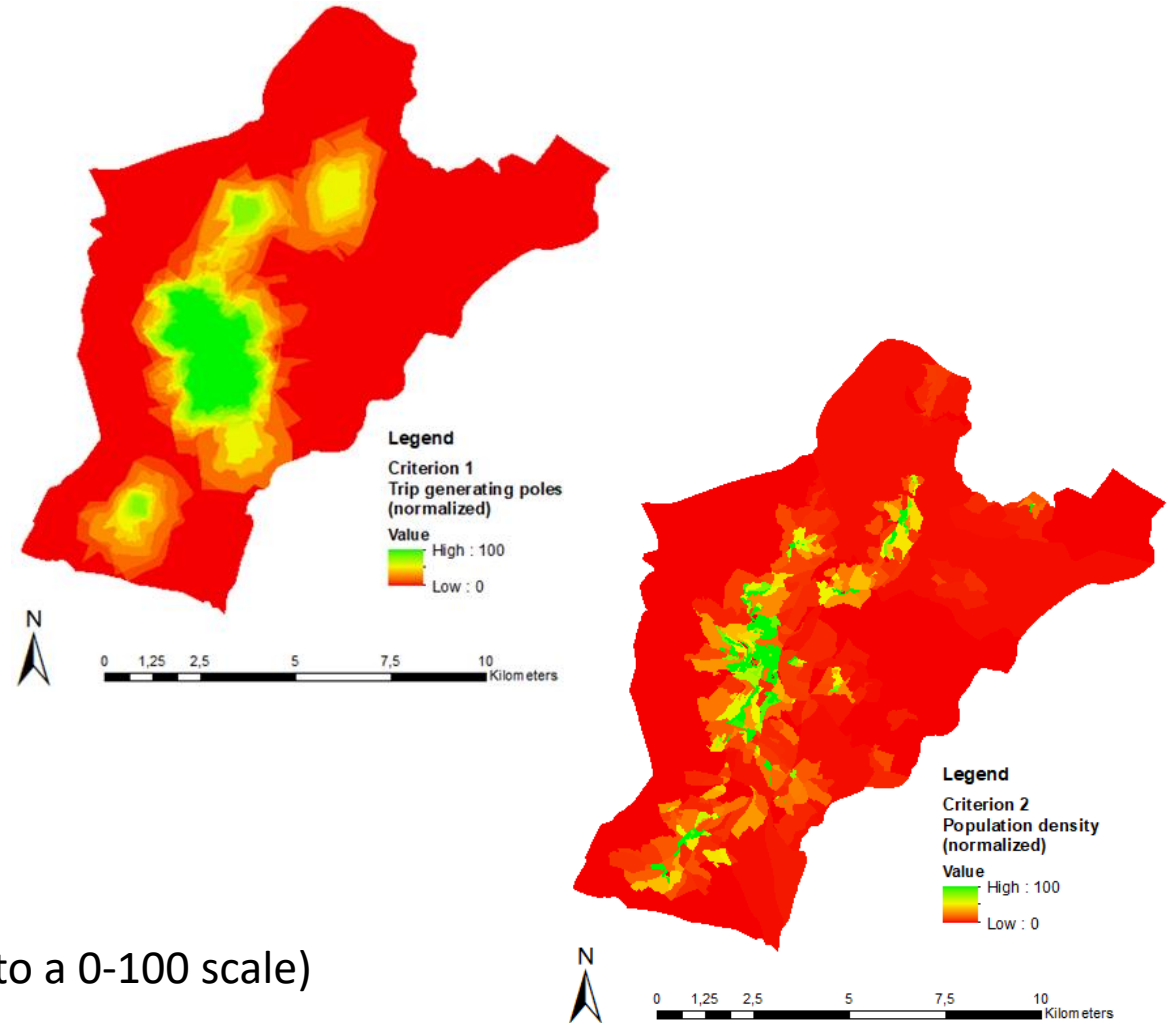 Legend
Criterion 1
Trip generating poles
(normalized)
Value
High : 100
Low : 0
N
0 1,25 2,5 5 7,5 10
Kilometers
Legend
Criterion 2
Population density
(normalized)
Value
High : 100
Low : 0
to a 0-100 scale)
N
0 1,25 2,5 5 7,5 10
Kilometers